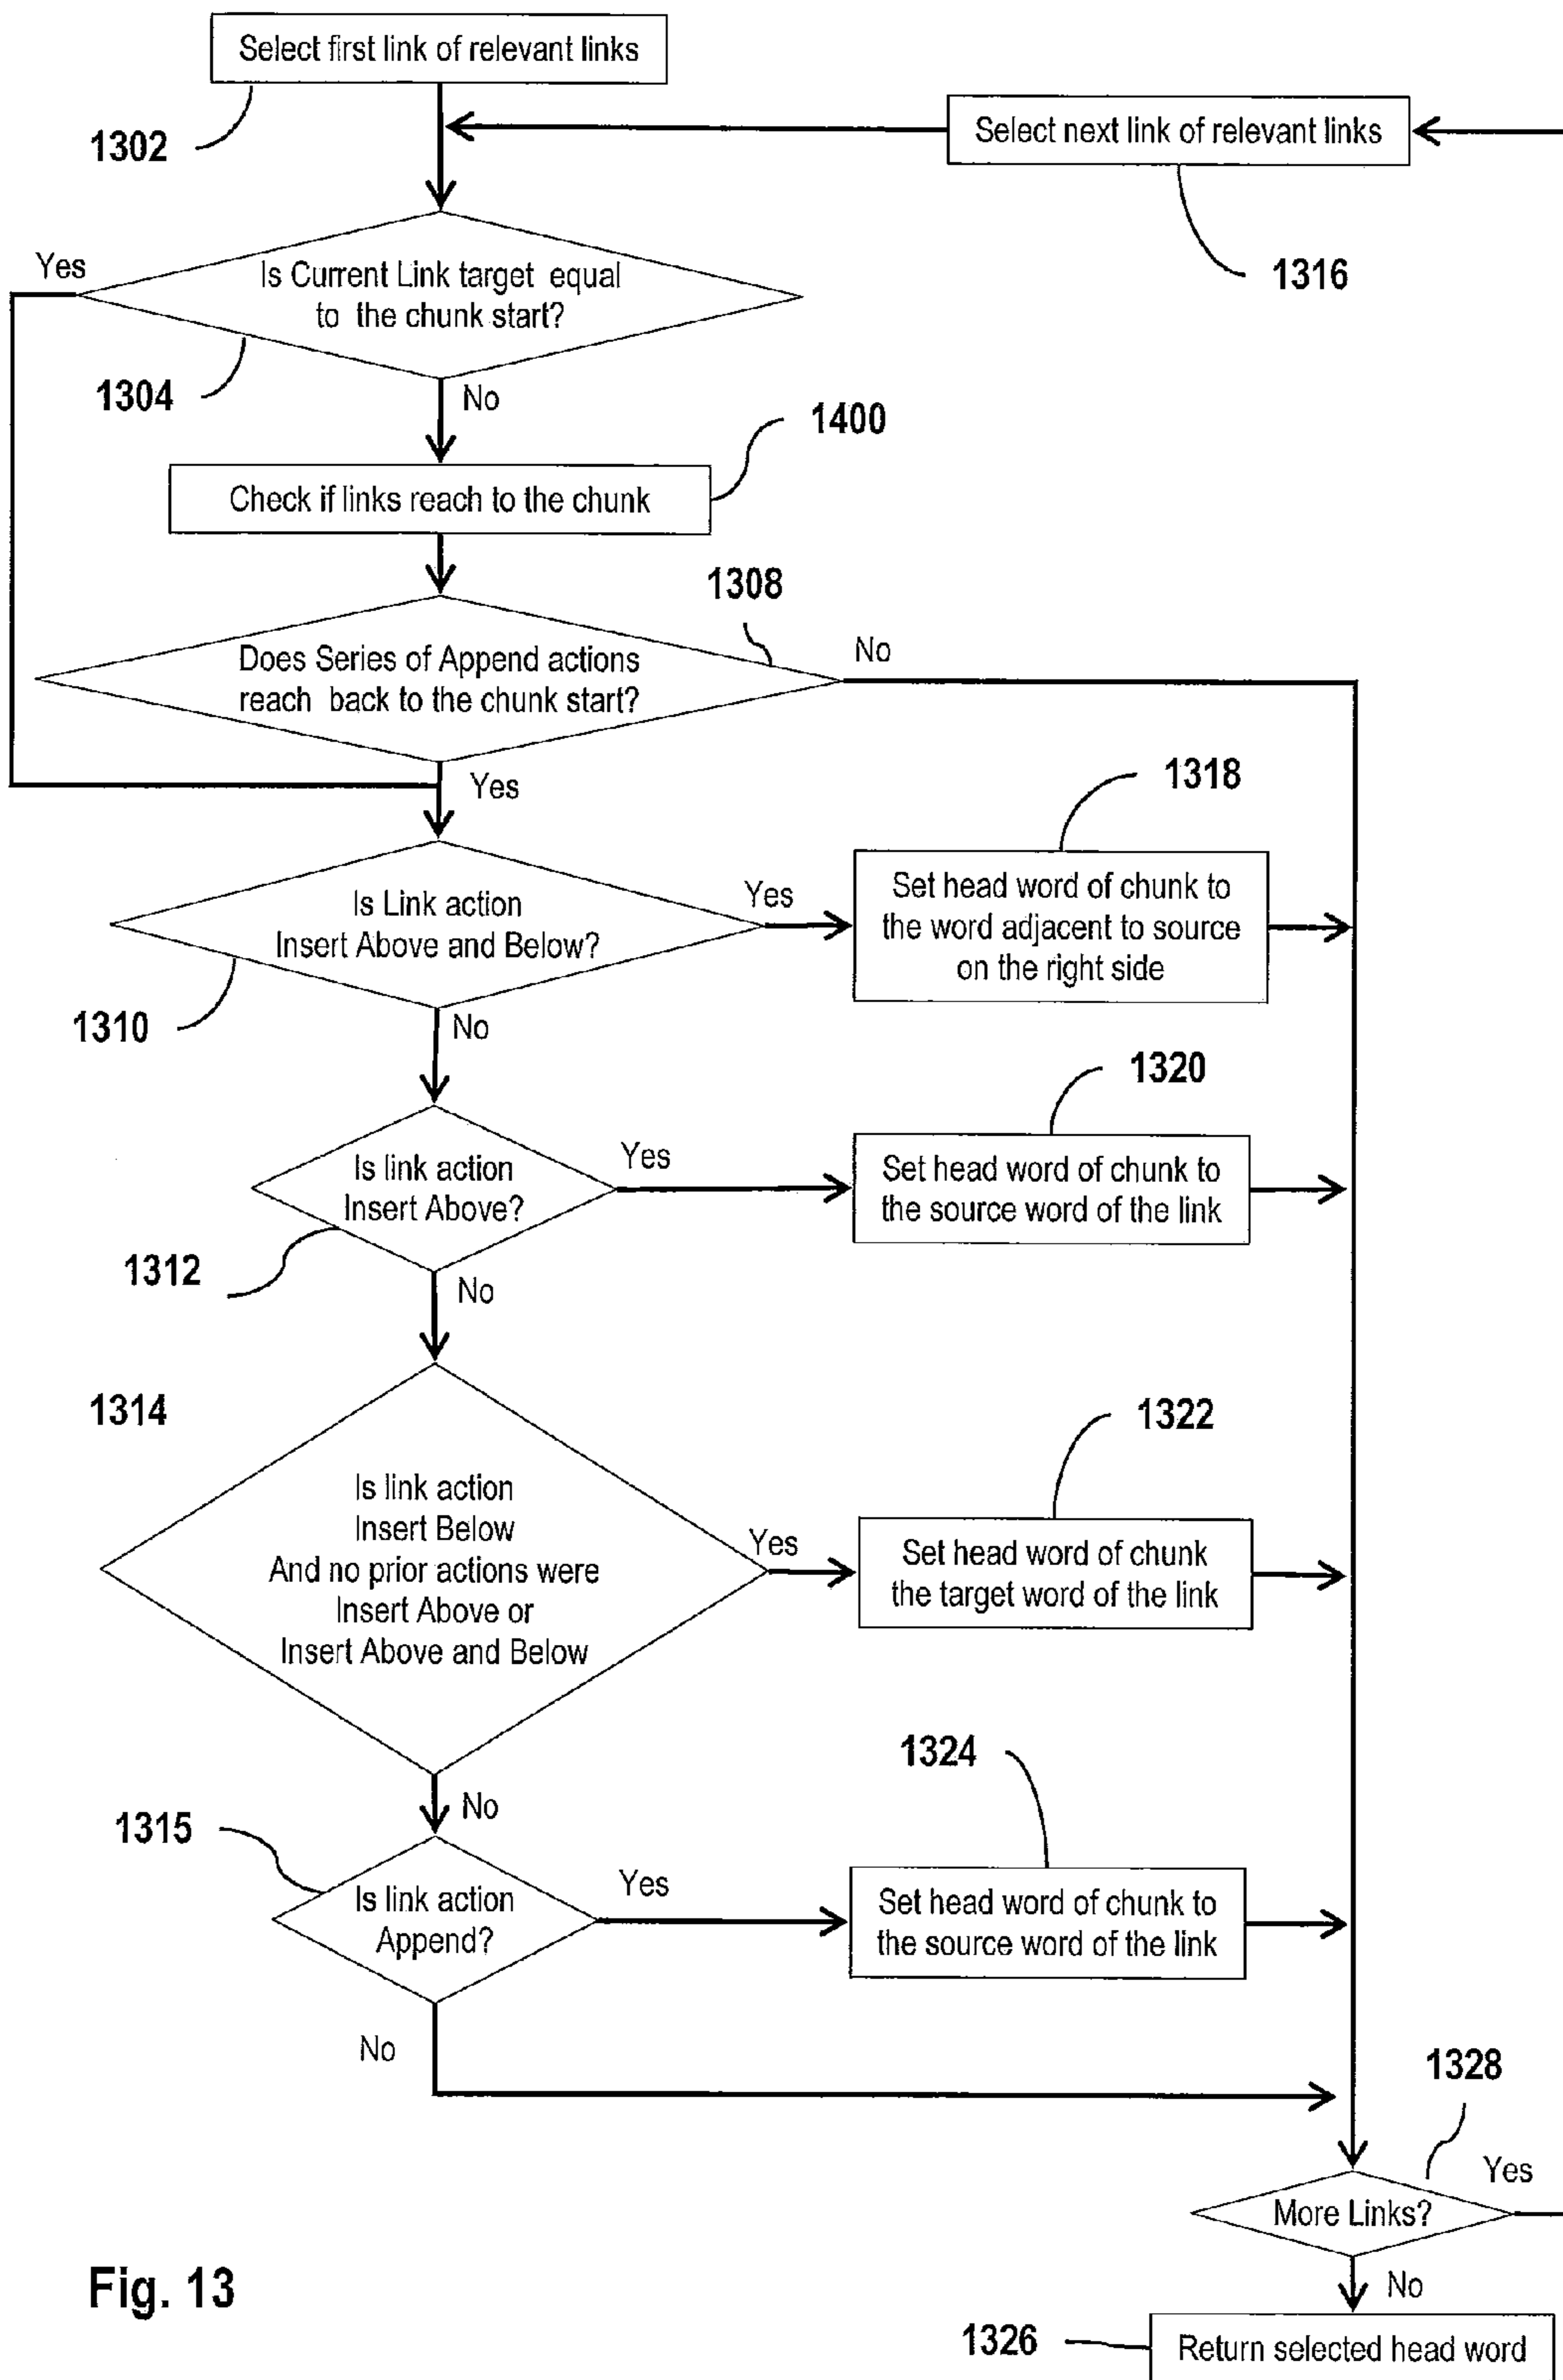 Select first link of relevant links
1302
Select next link of relevant links
1316
Yes
Is Current Link target equal
to the chunk start?
1304
No
1400
Check if links reach to the chunk
1308
Does Series of Append actions
reach back to the chunk start?
No
Yes
1318
Is Link action
Insert Above and Below?
Yes
Set head word of chunk to
the word adjacent to source
on the right side
1310
No
1320
Is link action
Insert Above?
Yes
Set head word of chunk to
the source word of the link
1312
No
1314
1322
Is link action
Insert Below
And no prior actions were
Insert Above or
Insert Above and Below
Yes
Set head word of chunk
the target word of the link
No
1324
1315
Is link action
Append?
Yes
Set head word of chunk to
the source word of the link
No
1328
More Links?
Yes
No
Fig. 13
1326
Return selected head word